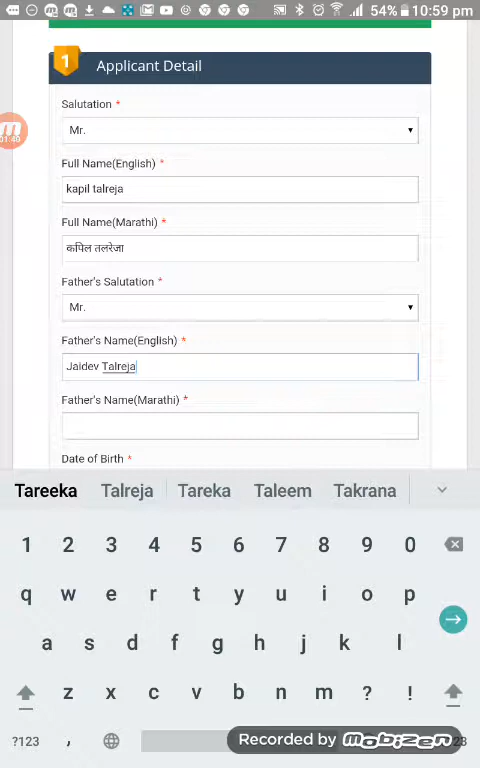 54% 10:59 pm
1 Applicant Detail
Salutation *
Mr.
Full Name(English) *
kapil talreja
Full Name(Marathi) *
कपिल तलरेजा
Father's Salutation *
Mr.
Father's Name(English) *
Jaidev Talreja
Father's Name(Marathi) *
Date of Birth *
Tareeka Talreja Tareka Taleem Takrana
1 2 3 4 5 6 7 8 9 0
q w e r t y u i o p
a s d f g h j k l
z x c v b n m ? !
?123 ,
Recorded by mobizen